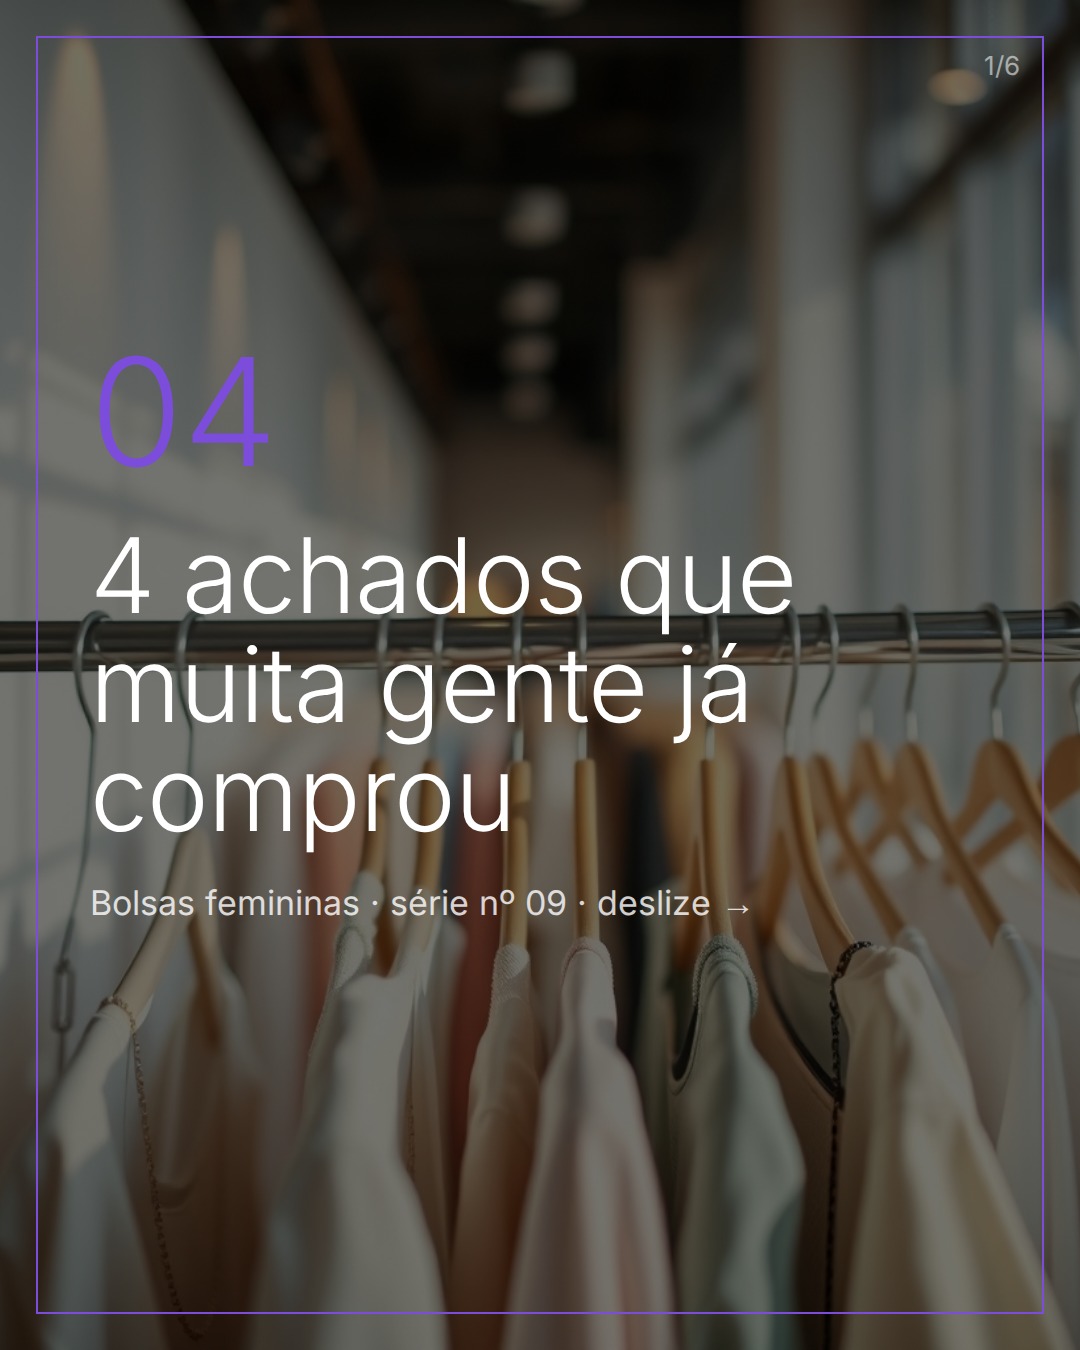 1/6
04
4 achados que
muita gente já
comprou
Bolsas femininas · série nº 09 · deslize →